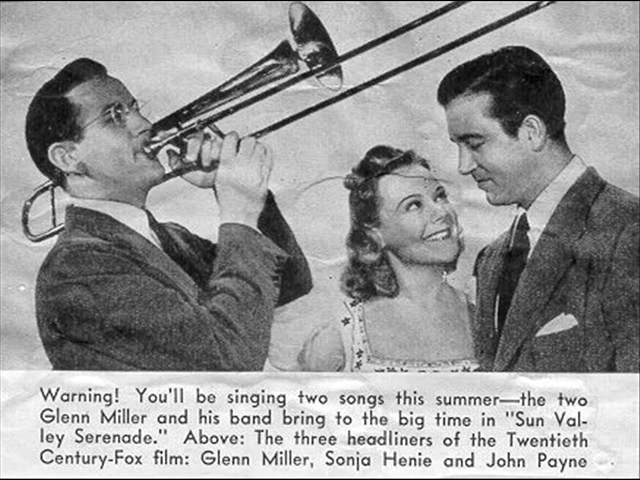 Warning! You'll be singing two songs this summer—the two
Glenn Miller and his band bring to the big time in "Sun Val-
ley Serenade." Above: The three headliners of the Twentieth
Century-Fox film: Glenn Miller, Sonja Henie and John Payne